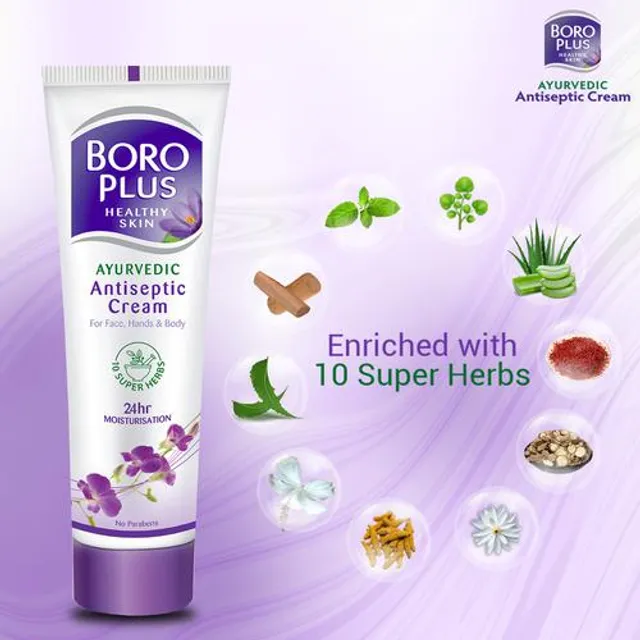 BORO
PLUS
HEALTHY
SKIN
AYURVEDIC
Antiseptic
Cream
For Face, Hands & Body
10 SUPER HERBS
24hr
MOISTURISATION
No Parabens
BORO
PLUS
HEALTHY
SKIN
AYURVEDIC
Antiseptic Cream
Enriched with
10 Super Herbs